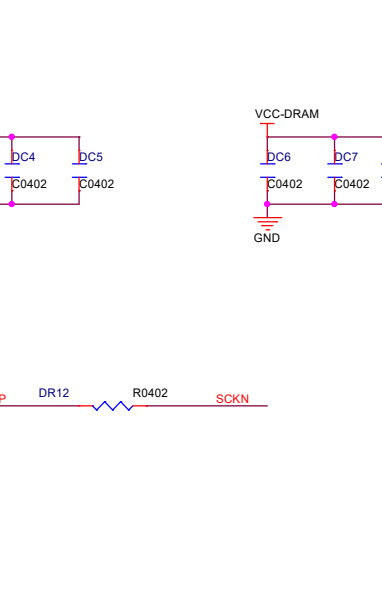 VCC-DRAM
DC4
DC5
DC6
DC7
C0402
C0402
C0402
C0402
GND
P
DR12
R0402
SCKN